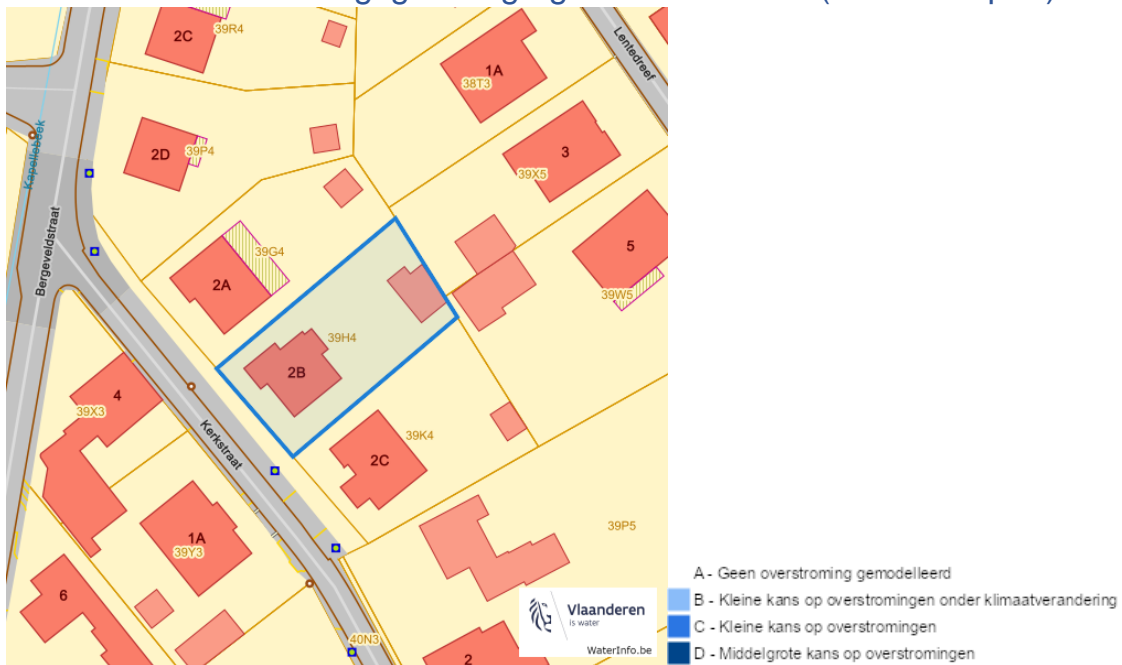 2C
39R4
Lentedreef
1A
38T3
Kapellebeek
2D
39P4
3
39X5
Bergeveldstraat
39G4
2A
5
39W5
39H4
2B
4
39X3
Kerkstraat
39K4
2C
1A
39Y3
39P5
6
40N3
2
Vlaanderen
is water
WaterInfo.be
A - Geen overstroming gemodelleerd
B - Kleine kans op overstromingen onder klimaatverandering
C - Kleine kans op overstromingen
D - Middelgrote kans op overstromingen